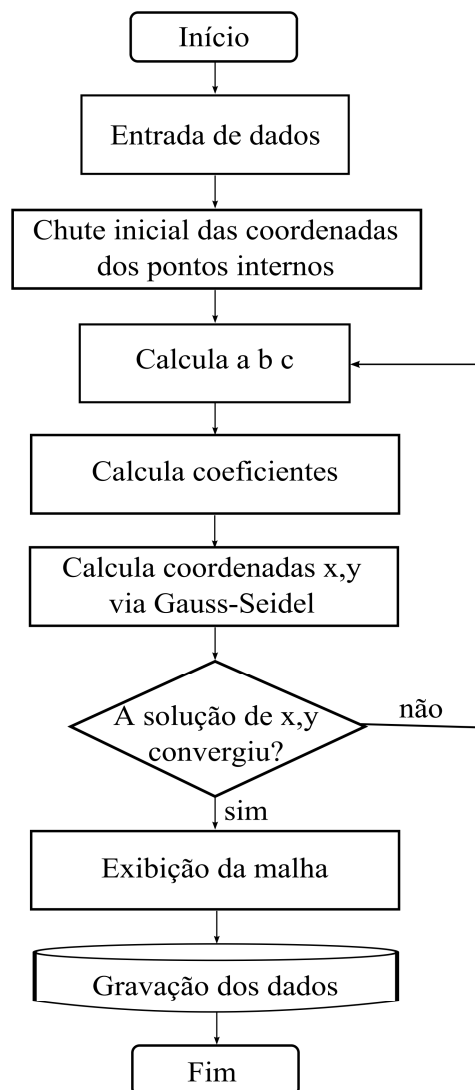 Início
Entrada de dados
Chute inicial das coordenadas
dos pontos internos
Calcula a b c
Calcula coeficientes
Calcula coordenadas x,y
via Gauss-Seidel
A solução de x,y
convergiu?
não
sim
Exibição da malha
Gravação dos dados
Fim